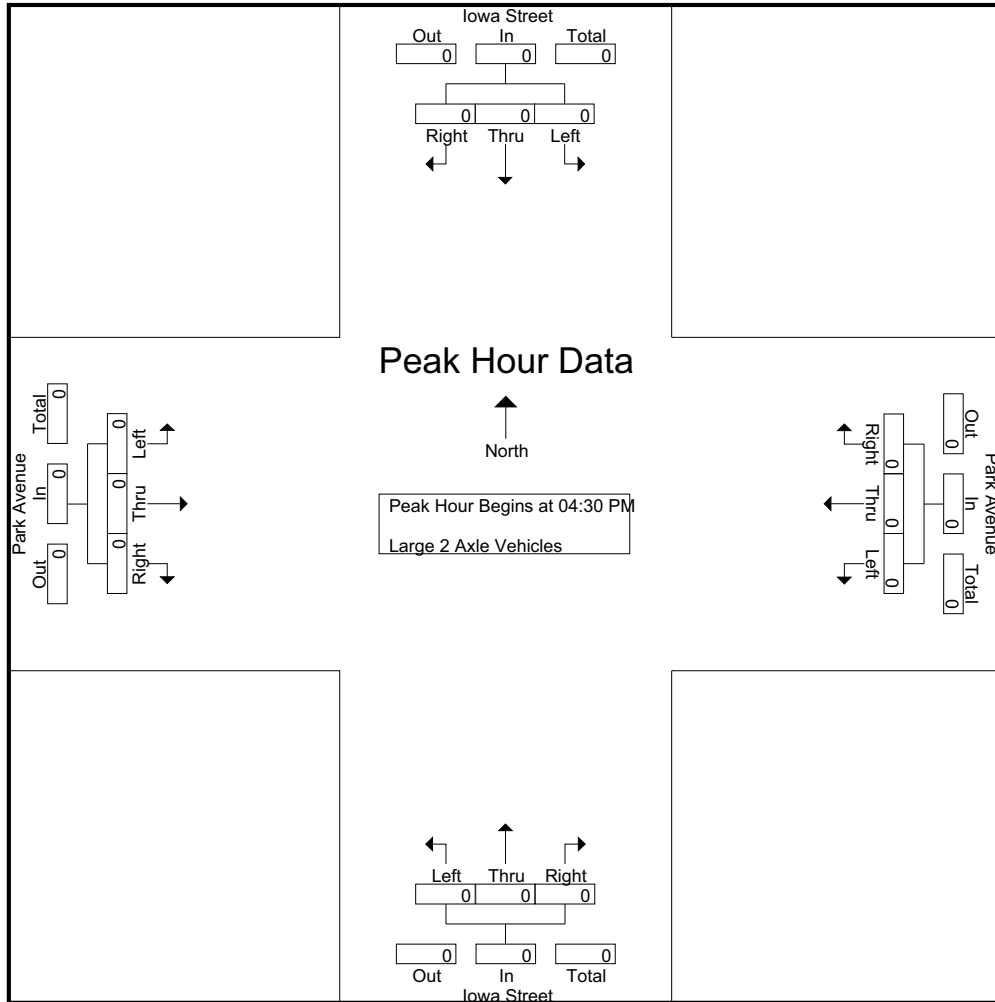 Iowa Street
Out In Total
0 0 0
0 0 0
Right Thru Left
Peak Hour Data
North
Peak Hour Begins at 04:30 PM
Large 2 Axle Vehicles
Park Avenue
Out In Total
0 0 0
0 0 0
Right Thru Left
Park Avenue
Total In Out
0 0 0
0 0 0
Left Thru Right
Left Thru Right
0 0 0
0 0 0
Out In Total
Iowa Street